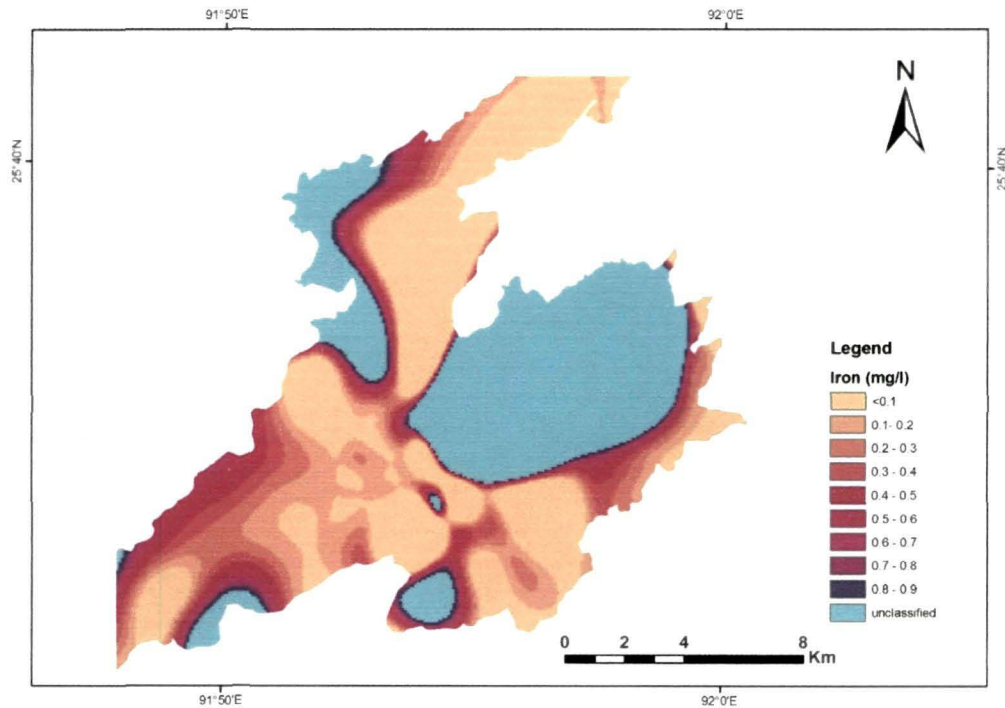 91°50'E
92°0'E
N
25°40'N
25°40'N
Legend
Iron (mg/l)
<0.1
0.1- 0.2
0.2 - 0.3
0.3 - 0.4
0.4 - 0.5
0.5 - 0.6
0.6 - 0.7
0.7 - 0.8
0.8 - 0.9
unclassified
0 2 4 8
Km
91°50'E
92°0'E